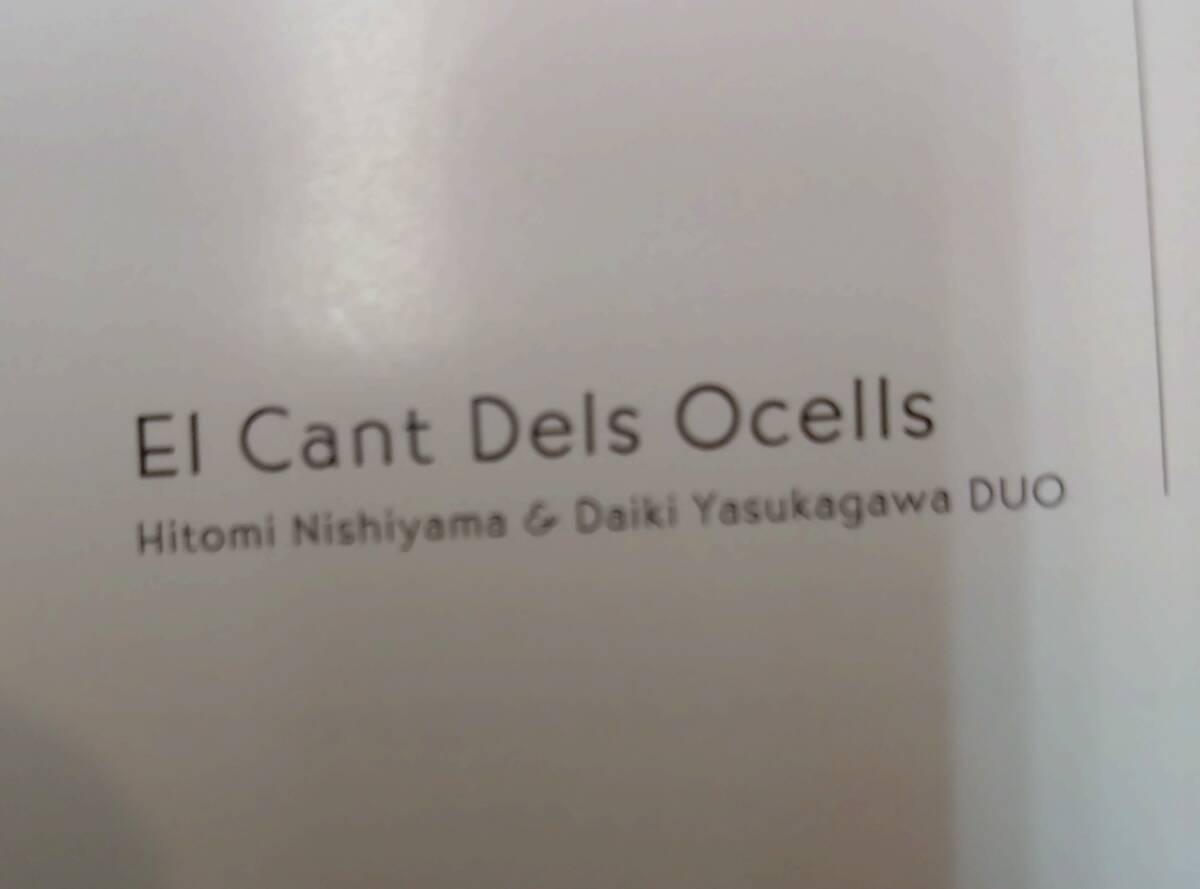 El Cant Dels Ocells
Hitomi Nishiyama & Daiki Yasukagawa DUO